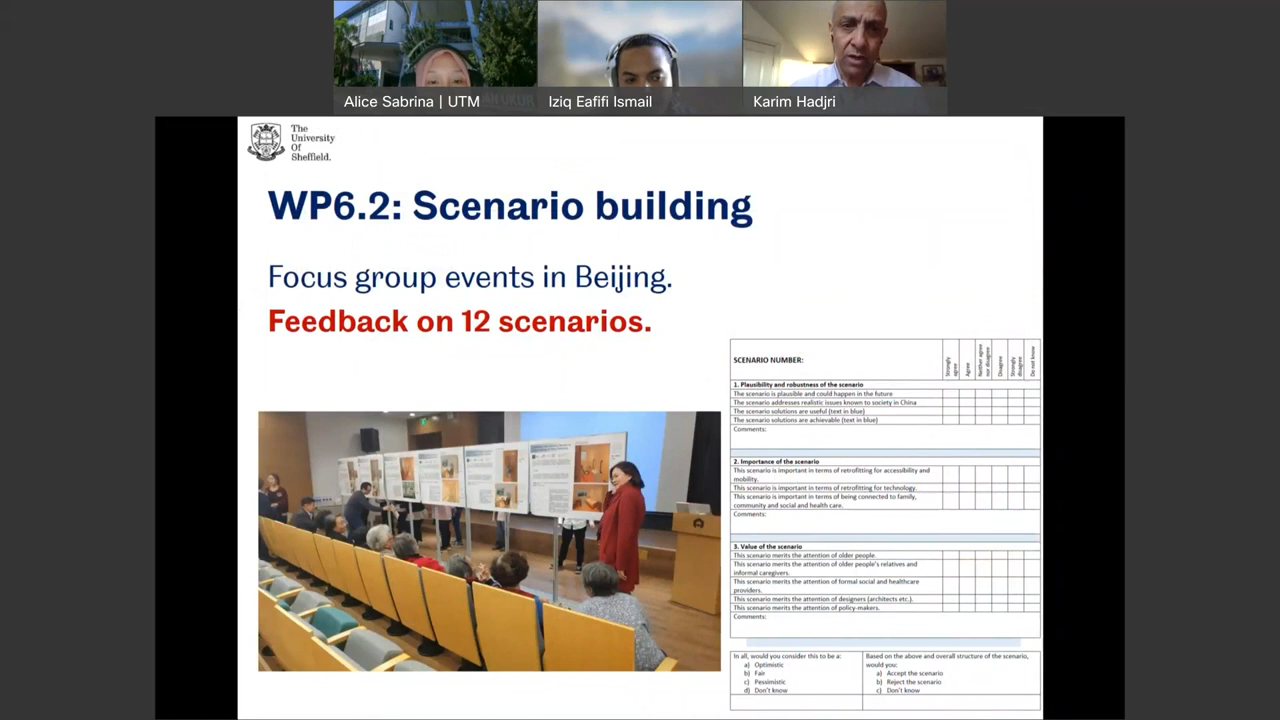 Alice Sabrina | UTM
Iziq Eafifi Ismail
Karim Hadjri
The
University
Of
Sheffield.
WP6.2: Scenario building
Focus group events in Beijing.
Feedback on 12 scenarios.
SCENARIO NUMBER:
Strongly agree
Agree
Neither agree nor disagree
Disagree
Strongly disagree
Do not know
1. Plausibility and robustness of the scenario
The scenario is plausible and could happen in the future
The scenario addresses realistic issues known to society in China
The scenario solutions are useful (text in blue)
The scenario solutions are achievable (text in blue)
Comments:
2. Importance of the scenario
This scenario is important in terms of retrofitting for accessibility and
mobility.
This scenario is important in terms of retrofitting for technology.
This scenario is important in terms of being connected to family,
community and social and health care.
Comments:
3. Value of the scenario
This scenario merits the attention of older people.
This scenario merits the attention of older people's relatives and
informal caregivers.
This scenario merits the attention of formal social and healthcare
providers.
This scenario merits the attention of designers (architects etc.).
This scenario merits the attention of policy-makers.
Comments:
In all, would you consider this to be a:
a) Optimistic
b) Fair
c) Pessimistic
d) Don't know
Based on the above and overall structure of the scenario,
would you:
a) Accept the scenario
b) Reject the scenario
c) Don't know